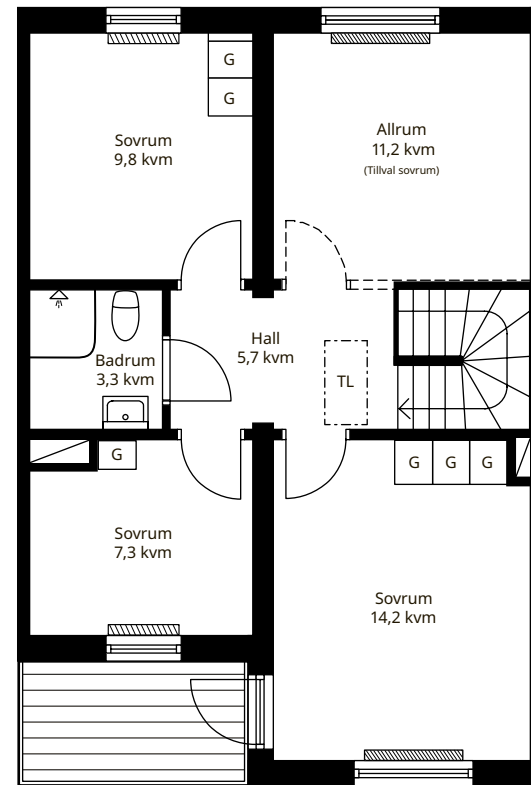 G
G
Sovrum
9,8 kvm
Allrum
11,2 kvm
(Tillval sovrum)
Badrum
3,3 kvm
Hall
5,7 kvm
TL
G
G
G
G
Sovrum
7,3 kvm
Sovrum
14,2 kvm